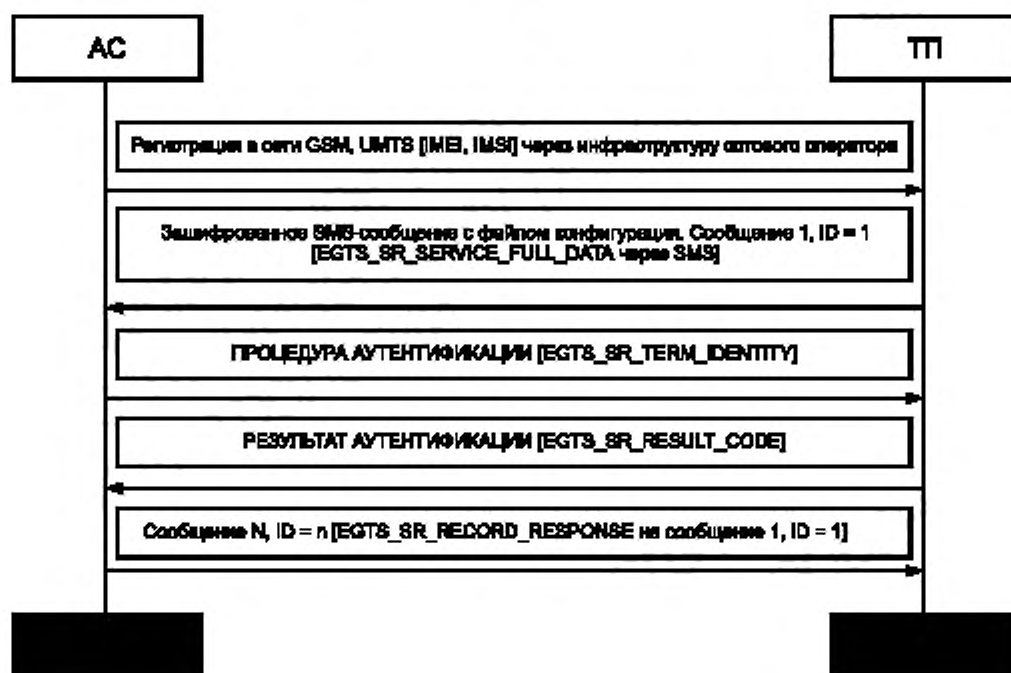 АС
ТП
Регистрация в сети GSM, UMTS [IMEI, IMSI] через инфраструктуру сотового оператора
Зашифрованное SMS-сообщение с файлом конфигурации. Сообщение 1, ID = 1
[EGTS_SR_SERVICE_FULL_DATA через SMS]
ПРОЦЕДУРА АУТЕНТИФИКАЦИИ [EGTS_SR_TERM_IDENTITY]
РЕЗУЛЬТАТ АУТЕНТИФИКАЦИИ [EGTS_SR_RESULT_CODE]
Сообщение N, ID = n [EGTS_SR_RECORD_RESPONSE на сообщение 1, ID = 1]